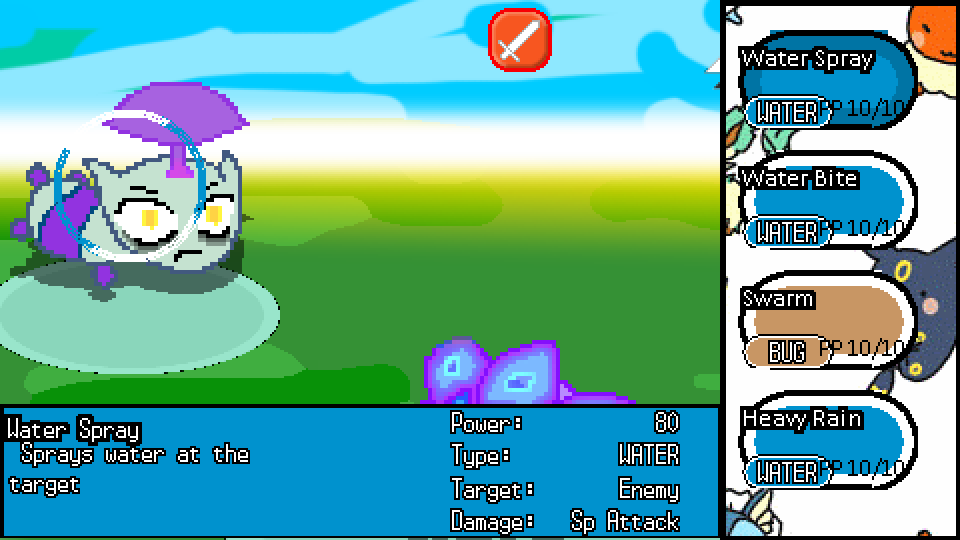 Water Spray
WATER PP 10/10
Water Bite
WATER PP 10/10
Swarm
BUG PP 10/10
Heavy Rain
WATER PP 10/10
Water Spray
Sprays water at the
target
Power: 80
Type: WATER
Target: Enemy
Damage: Sp Attack